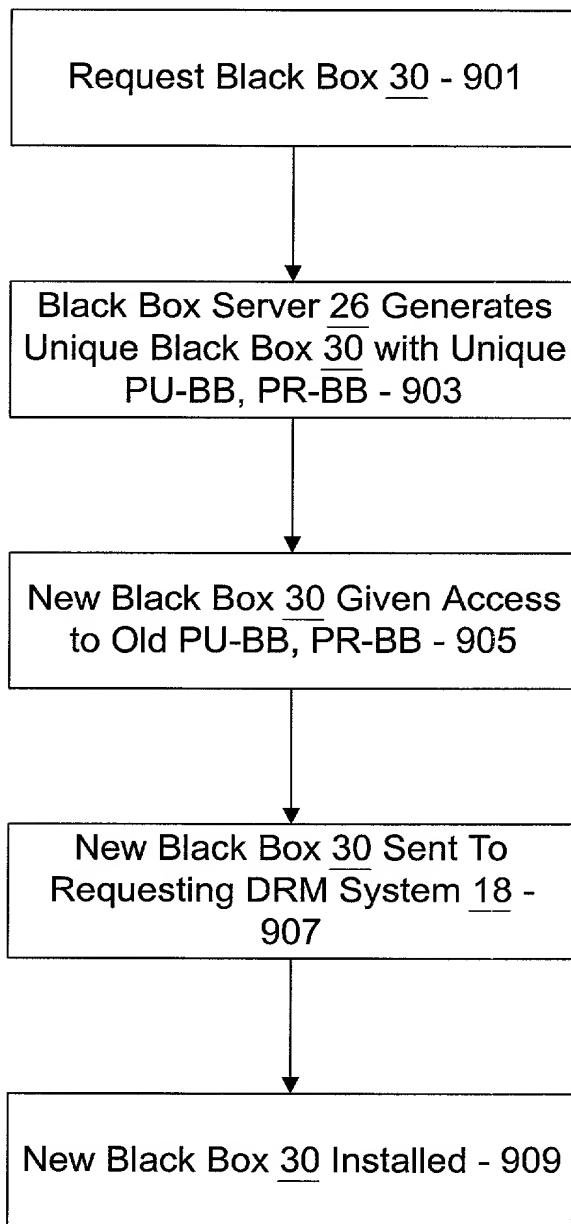 Request Black Box 30 - 901
Black Box Server 26 Generates
Unique Black Box 30 with Unique
PU-BB, PR-BB - 903
New Black Box 30 Given Access
to Old PU-BB, PR-BB - 905
New Black Box 30 Sent To
Requesting DRM System 18 -
907
New Black Box 30 Installed - 909